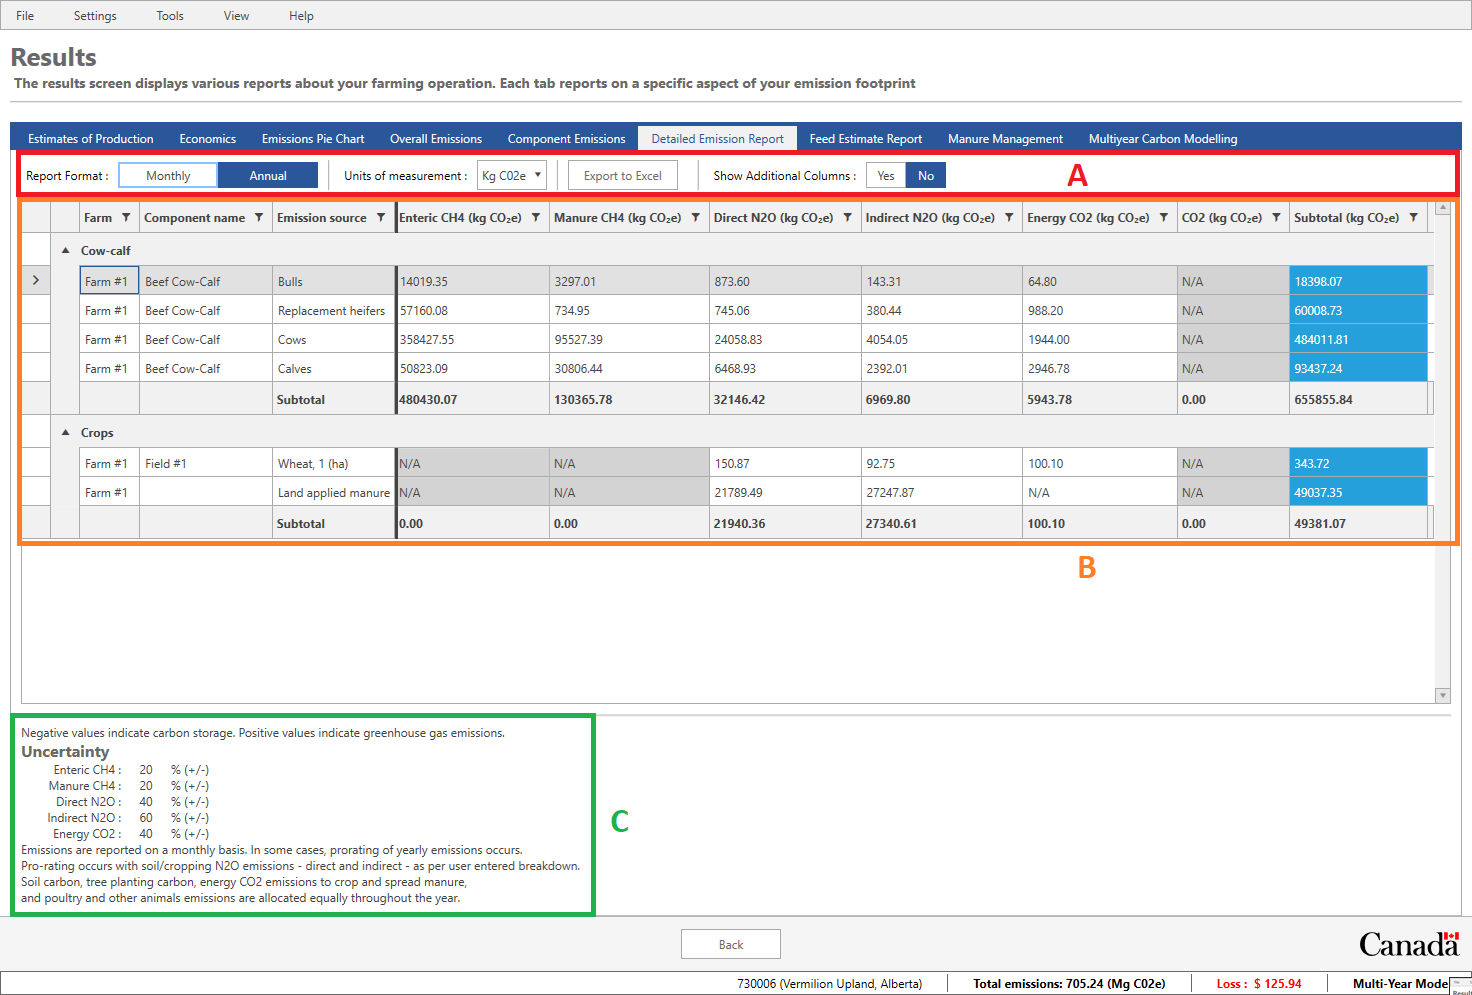 File Settings Tools View Help
Results
The results screen displays various reports about your farming operation. Each tab reports on a specific aspect of your emission footprint
Estimates of Production Economics Emissions Pie Chart Overall Emissions Component Emissions Detailed Emission Report Feed Estimate Report Manure Management Multiyear Carbon Modelling
Report Format : Monthly Annual Units of measurement : Kg C02e Export to Excel Show Additional Columns : Yes No A
Farm Component name Emission source Enteric CH4 (kg CO₂e) Manure CH4 (kg CO₂e) Direct N2O (kg CO₂e) Indirect N2O (kg CO₂e) Energy CO2 (kg CO₂e) CO2 (kg CO₂e) Subtotal (kg CO₂e)
Cow-calf
Farm #1 Beef Cow-Calf Bulls 14019.35 3297.01 873.60 143.31 64.80 N/A 18398.07
Farm #1 Beef Cow-Calf Replacement heifers 57160.08 734.95 745.06 380.44 988.20 N/A 60008.73
Farm #1 Beef Cow-Calf Cows 358427.55 95527.39 24058.83 4054.05 1944.00 N/A 484011.81
Farm #1 Beef Cow-Calf Calves 50823.09 30806.44 6468.93 2392.01 2946.78 N/A 93437.24
Subtotal 480430.07 130365.78 32146.42 6969.80 5943.78 0.00 655855.84
Crops
Farm #1 Field #1 Wheat, 1 (ha) N/A N/A 150.87 92.75 100.10 N/A 343.72
Farm #1 Land applied manure N/A N/A 21789.49 27247.87 N/A N/A 49037.35
Subtotal 0.00 0.00 21940.36 27340.61 100.10 0.00 49381.07
B
Negative values indicate carbon storage. Positive values indicate greenhouse gas emissions.
Uncertainty
Enteric CH4 : 20 % (+/-)
Manure CH4 : 20 % (+/-)
Direct N2O : 40 % (+/-)
Indirect N2O : 60 % (+/-)
Energy CO2 : 40 % (+/-)
C
Emissions are reported on a monthly basis. In some cases, prorating of yearly emissions occurs.
Pro-rating occurs with soil/cropping N2O emissions - direct and indirect - as per user entered breakdown.
Soil carbon, tree planting carbon, energy CO2 emissions to crop and spread manure,
and poultry and other animals emissions are allocated equally throughout the year.
Back
Canada
730006 (Vermilion Upland, Alberta) Total emissions: 705.24 (Mg C02e) Loss : $ 125.94 Multi-Year Mode